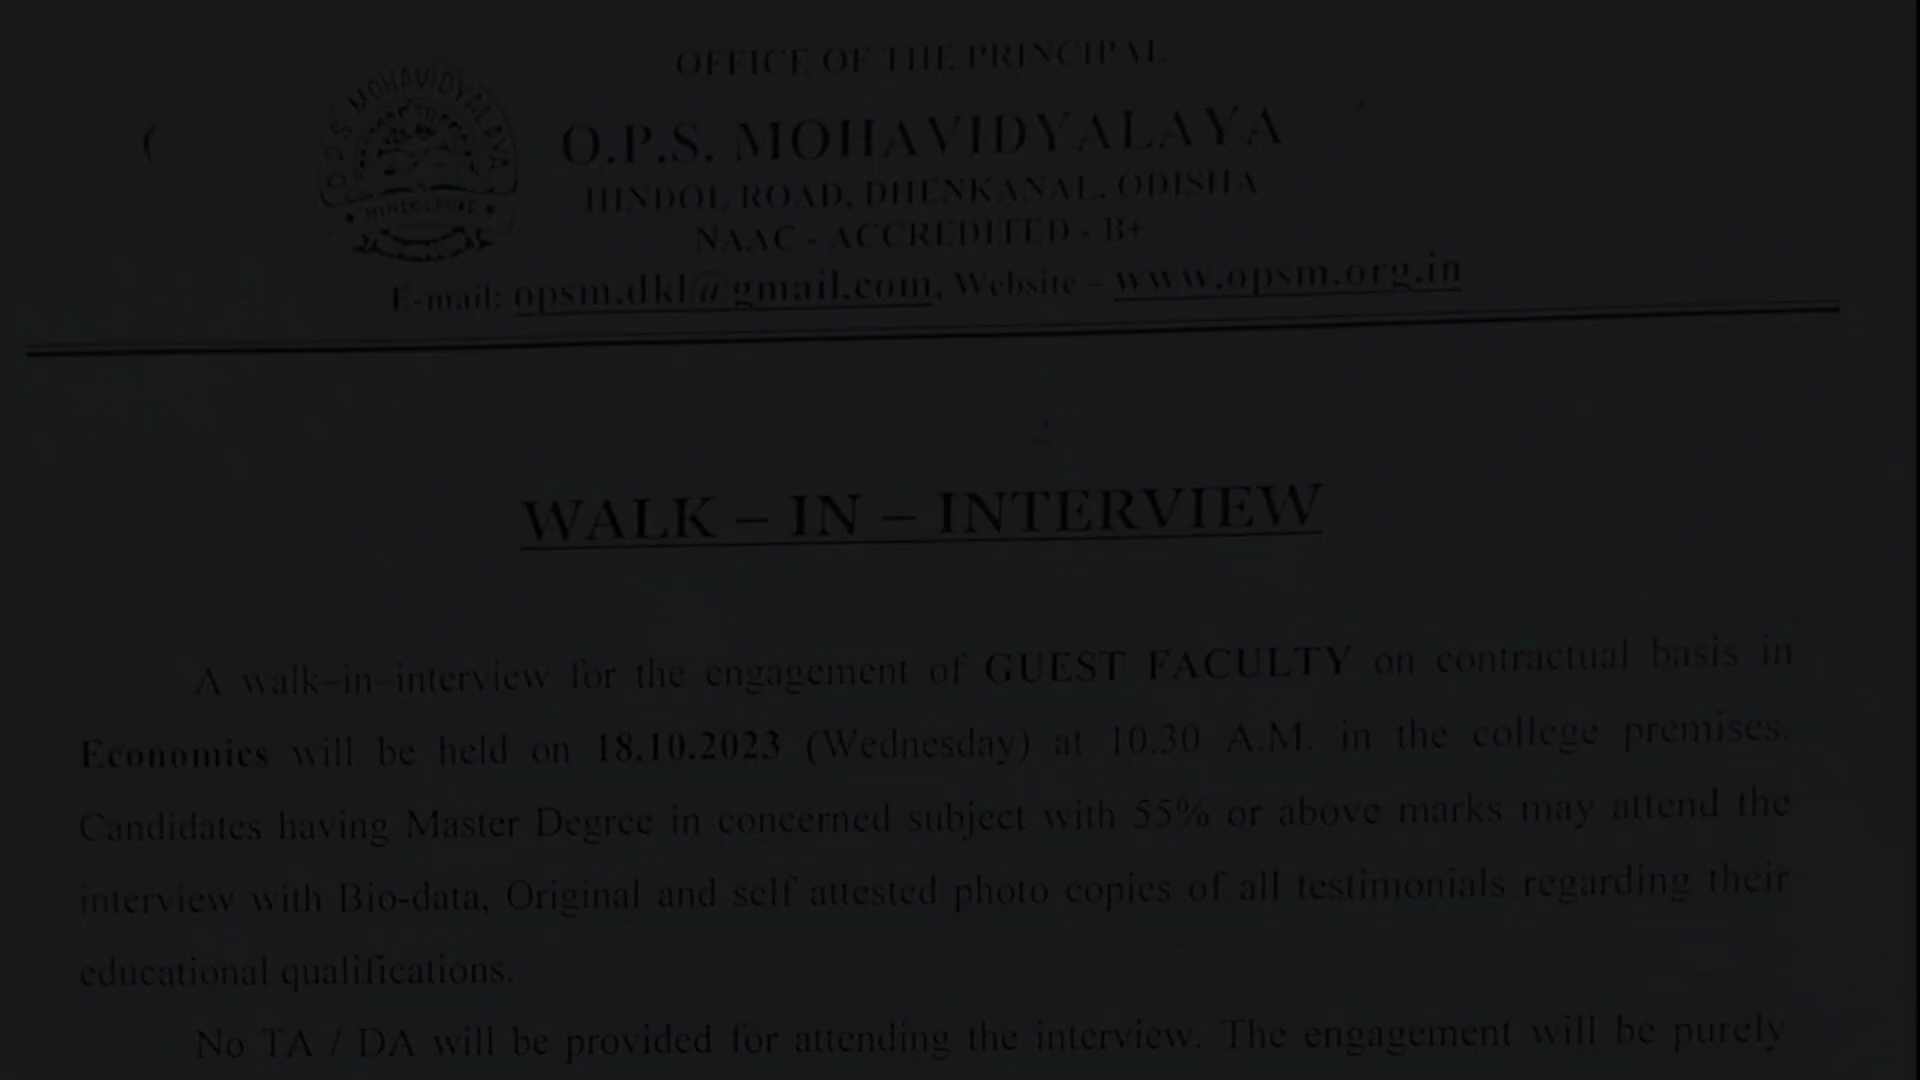 OFFICE OF THE PRINCIPAL
O.P.S. MOHAVIDYALAYA
O.P.S MOHAVIDYALAYA
HINDOL ROAD, DHENKANAL, ODISHA
HINDOLROAD
NAAC - ACCREDITED - B+
E-mail: opsm.dkl@gmail.com, Website – www.opsm.org.in
WALK – IN – INTERVIEW
A walk–in–interview for the engagement of GUEST FACULTY on contractual basis in
Economics will be held on 18.10.2023 (Wednesday) at 10.30 A.M. in the college premises.
Candidates having Master Degree in concerned subject with 55% or above marks may attend the
interview with Bio-data, Original and self attested photo copies of all testimonials regarding their
educational qualifications.
No TA / DA will be provided for attending the interview. The engagement will be purely